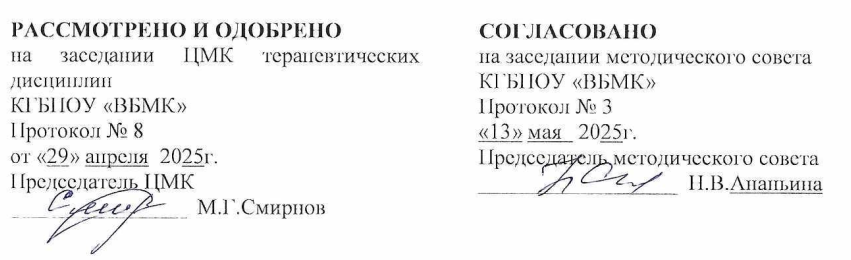 РАССМОТРЕНО И ОДОБРЕНО
на заседании ЦМК терапевтических
дисциплин
КГБПОУ «ВБМК»
Протокол № 8
от «29» апреля 2025г.
Председатель ЦМК
М.Г.Смирнов
СОГЛАСОВАНО
на заседании методического совета
КГБПОУ «ВБМК»
Протокол № 3
«13» мая 2025г.
Председатель методического совета
Н.В.Ананьина